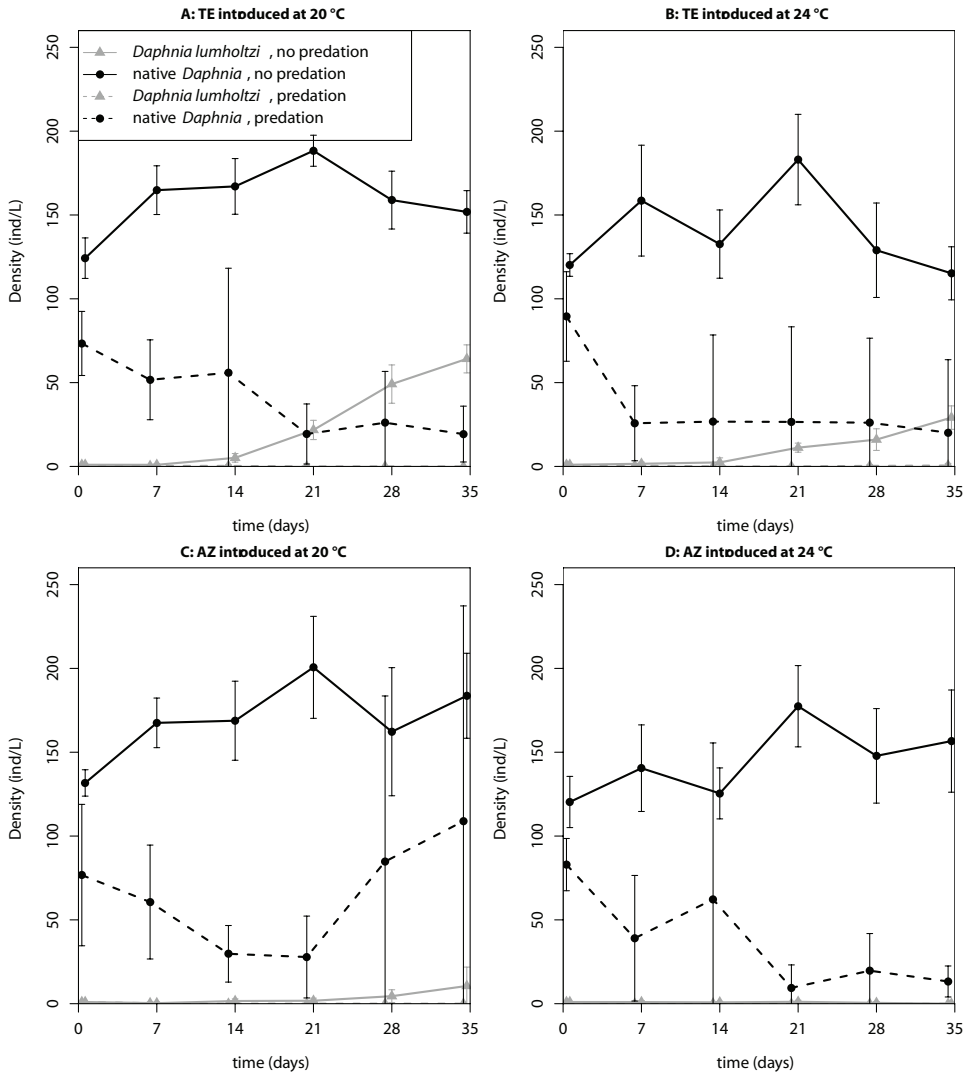 A: TE introduced at 20 °C
Daphnia lumholtzi , no predation
native Daphnia , no predation
Daphnia lumholtzi , predation
native Daphnia, predation
Density (ind/L)
0
50
100
150
200
250
0 7 14 21 28 35
time (days)
B: TE introduced at 24 °C
Density (ind/L)
0
50
100
150
200
250
0 7 14 21 28 35
time (days)
C: AZ introduced at 20 °C
Density (ind/L)
0
50
100
150
200
250
0 7 14 21 28 35
time (days)
D: AZ introduced at 24 °C
Density (ind/L)
0
50
100
150
200
250
0 7 14 21 28 35
time (days)